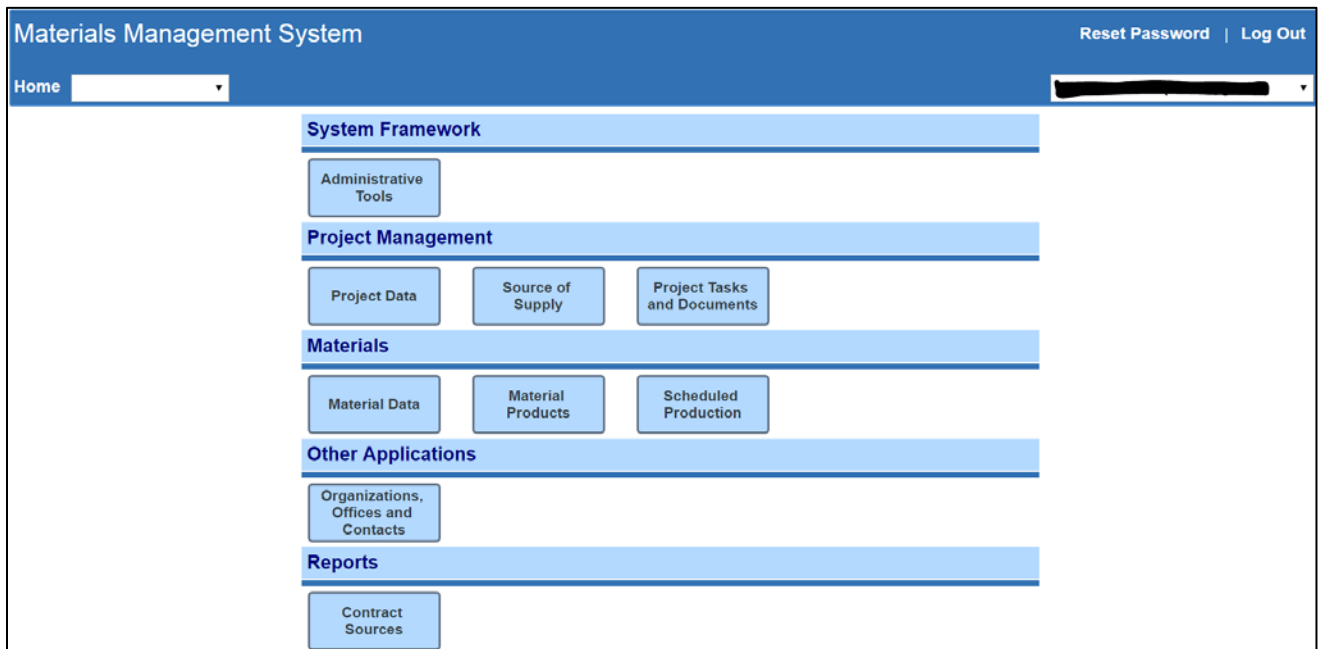 Materials Management System
Reset Password | Log Out
Home
System Framework
Administrative
Tools
Project Management
Project Data
Source of
Supply
Project Tasks
and Documents
Materials
Material Data
Material
Products
Scheduled
Production
Other Applications
Organizations,
Offices and
Contacts
Reports
Contract
Sources